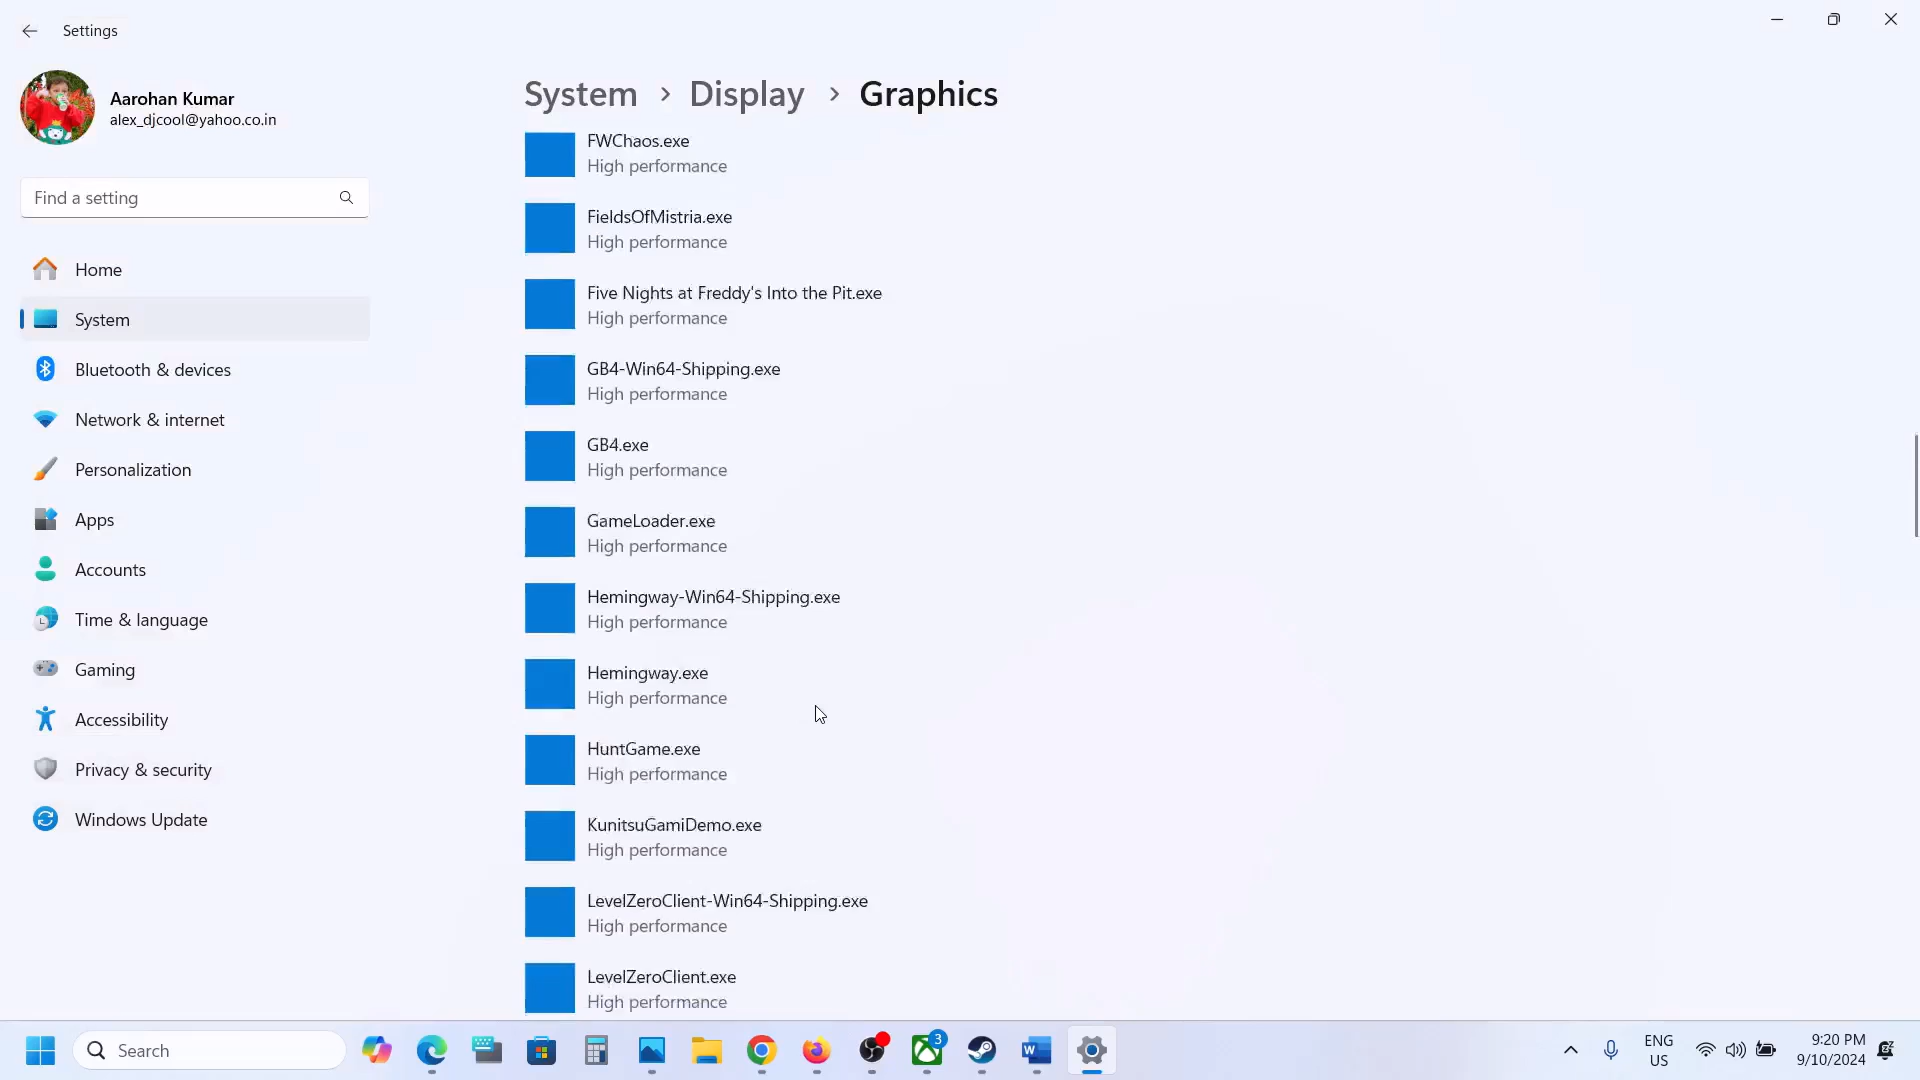 Settings
Aarohan Kumar
alex_djcool@yahoo.co.in
Find a setting
Home
System
Bluetooth & devices
Network & internet
Personalization
Apps
Accounts
Time & language
Gaming
Accessibility
Privacy & security
Windows Update
System > Display > Graphics
FWChaos.exe
High performance
FieldsOfMistria.exe
High performance
Five Nights at Freddy's Into the Pit.exe
High performance
GB4-Win64-Shipping.exe
High performance
GB4.exe
High performance
GameLoader.exe
High performance
Hemingway-Win64-Shipping.exe
High performance
Hemingway.exe
High performance
HuntGame.exe
High performance
KunitsuGamiDemo.exe
High performance
LevelZeroClient-Win64-Shipping.exe
High performance
LevelZeroClient.exe
High performance
Search
3
ENG
US
9:20 PM
9/10/2024